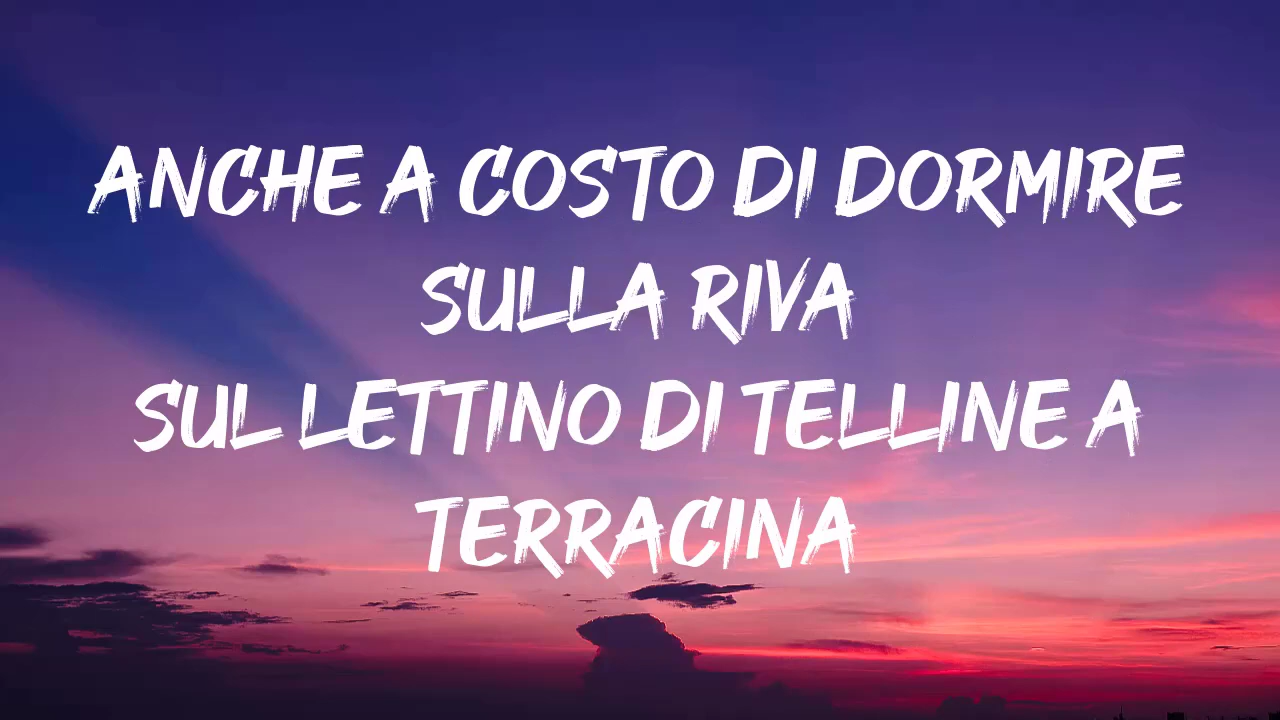 ANCHE A COSTO DI DORMIRE
SULLA RIVA
SUL LETTINO DI TELLINE A
TERRACINA